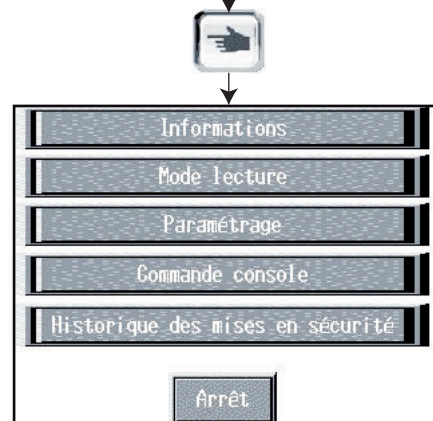 Informations
Mode lecture
Paramétrage
Commande console
Historique des mises en sécurité
Arrêt